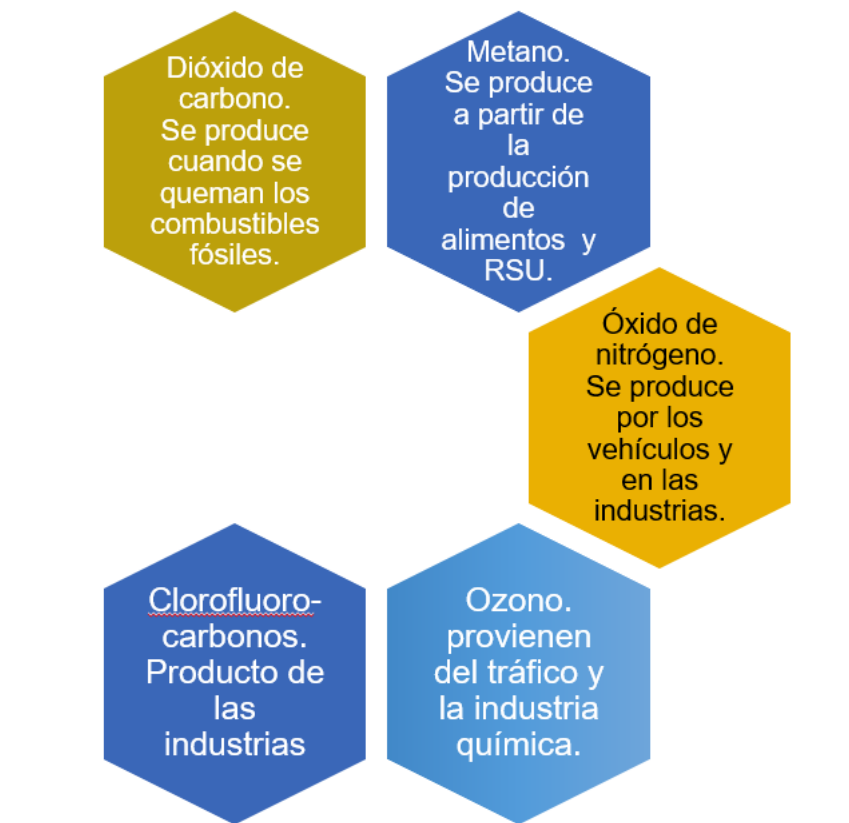 Dióxido de
carbono.
Se produce
cuando se
queman los
combustibles
fósiles.
Metano.
Se produce
a partir de
la
producción
de
alimentos y
RSU.
Óxido de
nitrógeno.
Se produce
por los
vehículos y
en las
industrias.
Clorofluoro-
carbonos.
Producto de
las
industrias
Ozono.
provienen
del tráfico y
la industria
química.